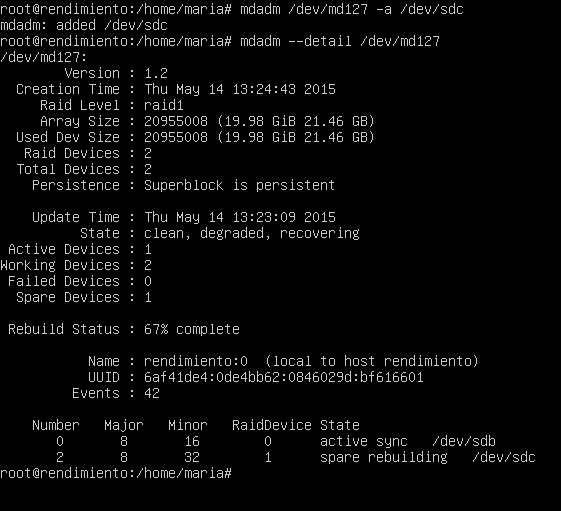 root@rendimiento:/home/maria# mdadm /dev/md127 -a /dev/sdc
mdadm: added /dev/sdc
root@rendimiento:/home/maria# mdadm --detail /dev/md127
/dev/md127:
Version : 1.2
Creation Time : Thu May 14 13:24:43 2015
Raid Level : raid1
Array Size : 20955008 (19.98 GiB 21.46 GB)
Used Dev Size : 20955008 (19.98 GiB 21.46 GB)
Raid Devices : 2
Total Devices : 2
Persistence : Superblock is persistent
Update Time : Thu May 14 13:23:09 2015
State : clean, degraded, recovering
Active Devices : 1
Working Devices : 2
Failed Devices : 0
Spare Devices : 1
Rebuild Status : 67% complete
Name : rendimiento:0  (local to host rendimiento)
UUID : 6af41de4:0de4bb62:0846029d:bf616601
Events : 42
Number   Major   Minor   RaidDevice State
0       8       16        0      active sync   /dev/sdb
2       8       32        1      spare rebuilding   /dev/sdc
root@rendimiento:/home/maria#